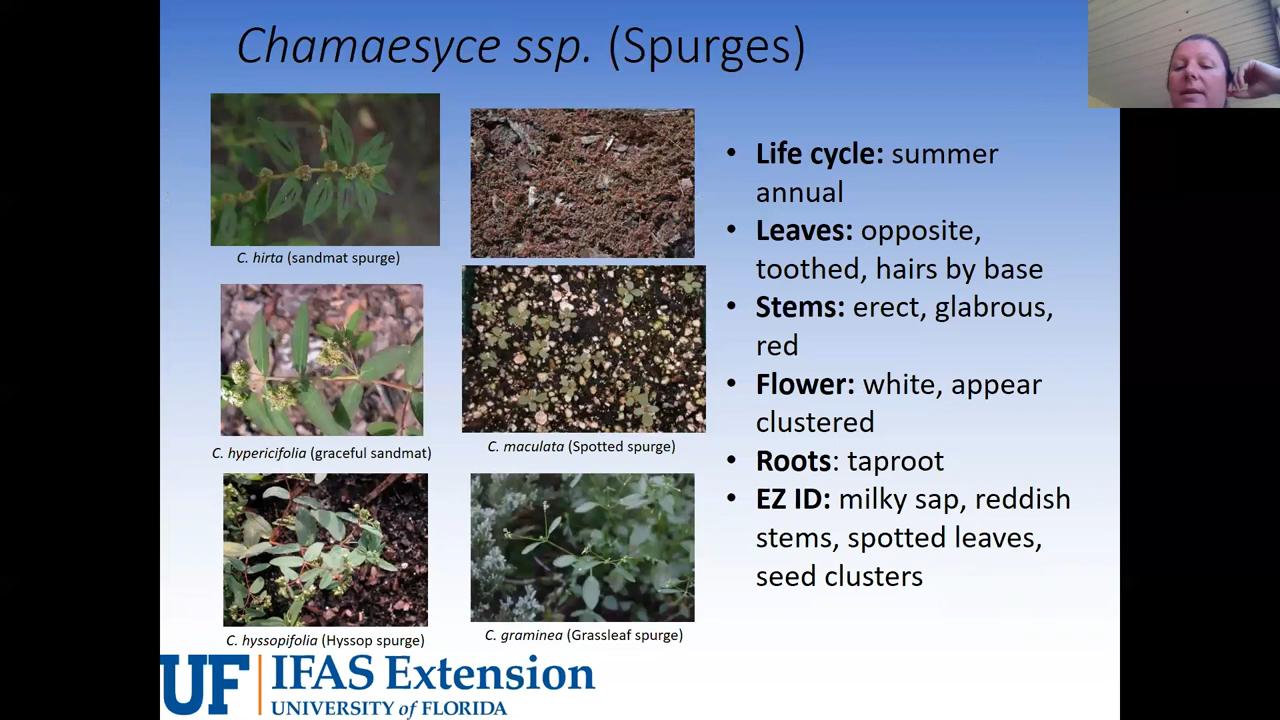 Chamaesyce ssp. (Spurges)
C. hirta (sandmat spurge)
C. hypericifolia (graceful sandmat)
C. maculata (Spotted spurge)
C. hyssopifolia (Hyssop spurge)
C. graminea (Grassleaf spurge)
• Life cycle: summer
annual
• Leaves: opposite,
toothed, hairs by base
• Stems: erect, glabrous,
red
• Flower: white, appear
clustered
• Roots: taproot
• EZ ID: milky sap, reddish
stems, spotted leaves,
seed clusters
UF | IFAS Extension
UNIVERSITY of FLORIDA